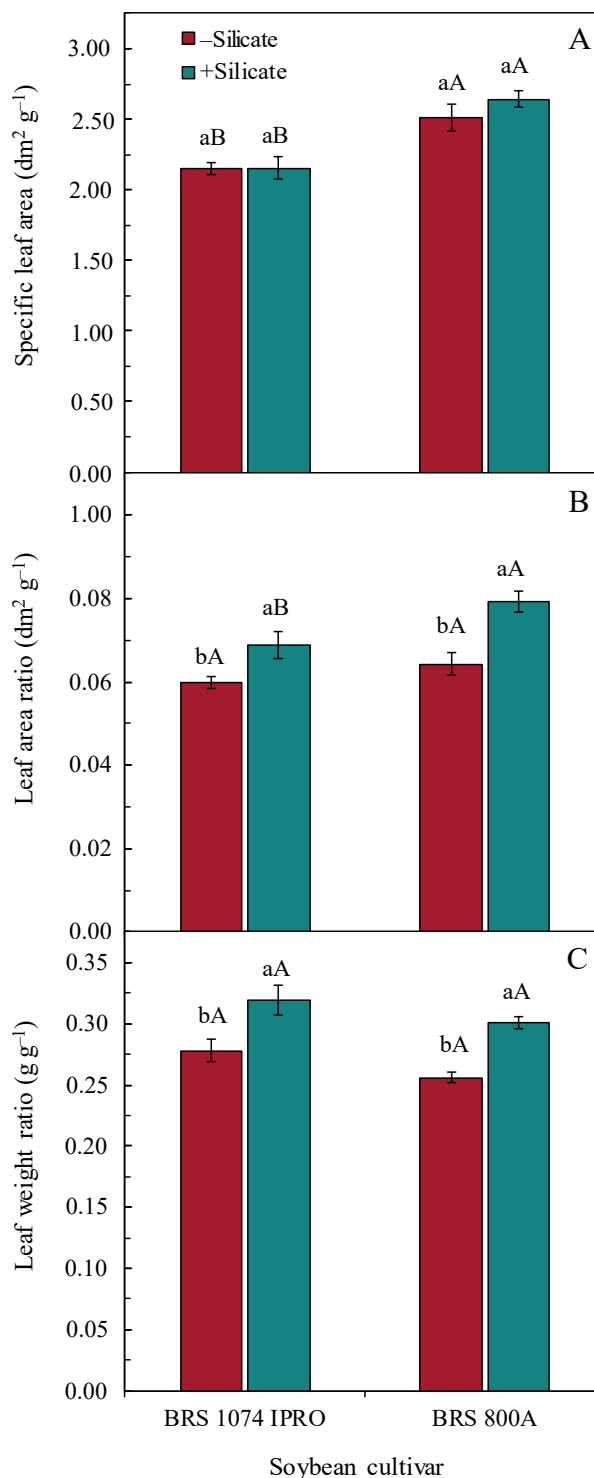 –Silicate
+Silicate
A
3.00
2.50
2.00
1.50
1.00
0.50
0.00
Specific leaf area (dm² g⁻¹)
aB
aB
aA
aA
B
1.00
0.08
0.06
0.04
0.02
0.00
Leaf area ratio (dm² g⁻¹)
bA
aB
bA
aA
C
0.35
0.30
0.25
0.20
0.15
0.10
0.05
0.00
Leaf weight ratio (g g⁻¹)
bA
aA
bA
aA
BRS 1074 IPRO
BRS 800A
Soybean cultivar